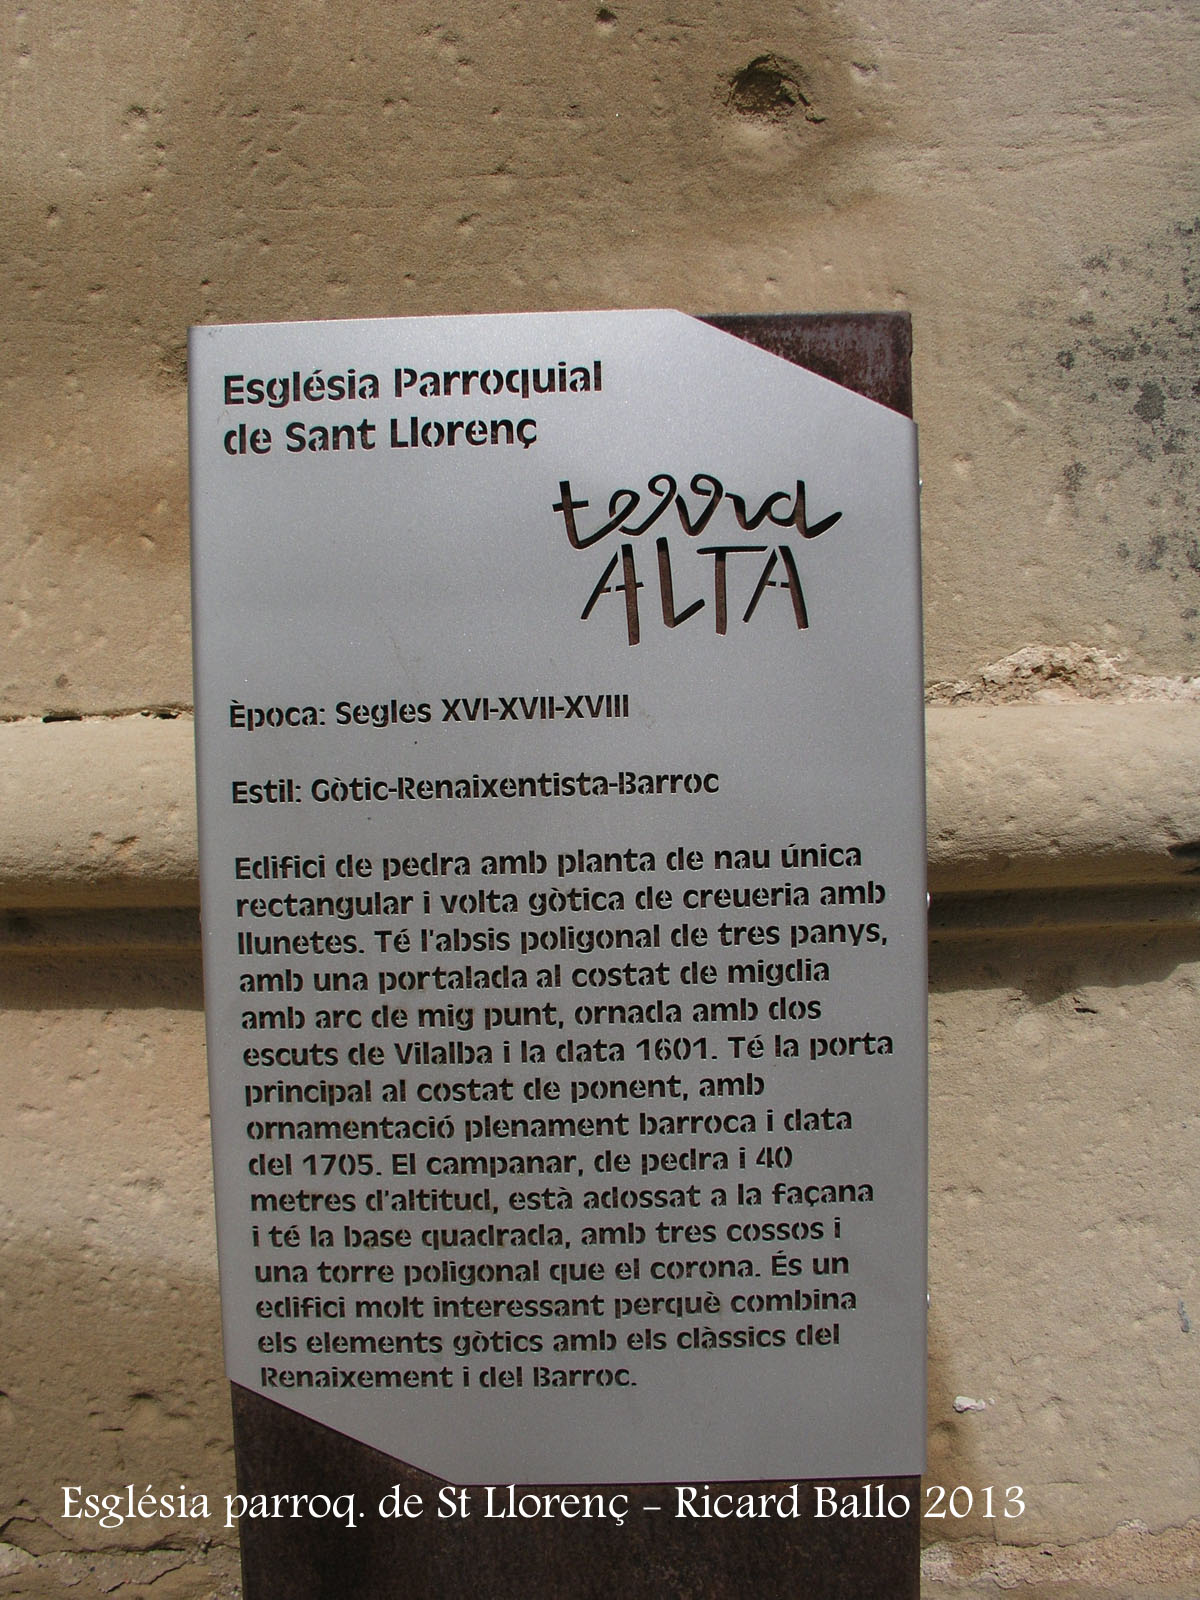 Església Parroquial
de Sant Llorenç
terra
ALTA
Època: Segles XVI-XVII-XVIII
Estil: Gòtic-Renaixentista-Barroc
Edifici de pedra amb planta de nau única
rectangular i volta gòtica de creueria amb
llunetes. Té l'absis poligonal de tres panys,
amb una portalada al costat de migdia
amb arc de mig punt, ornada amb dos
escuts de Vilalba i la data 1601. Té la porta
principal al costat de ponent, amb
ornamentació plenament barroca i data
del 1705. El campanar, de pedra i 40
metres d'altitud, està adossat a la façana
i té la base quadrada, amb tres cossos i
una torre poligonal que el corona. És un
edifici molt interessant perquè combina
els elements gòtics amb els clàssics del
Renaixement i del Barroc.
Església parroq. de St Llorenç – Ricard Ballo 2013